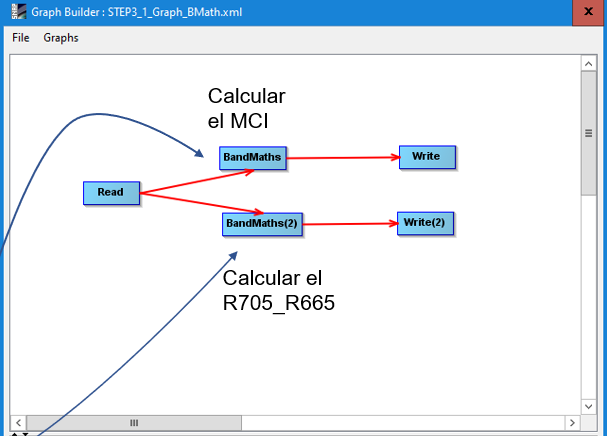 Graph Builder : STEP3_1_Graph_BMath.xml
File Graphs
Calcular
el MCI
BandMaths
Write
Read
BandMaths(2)
Write(2)
Calcular el
R705_R665